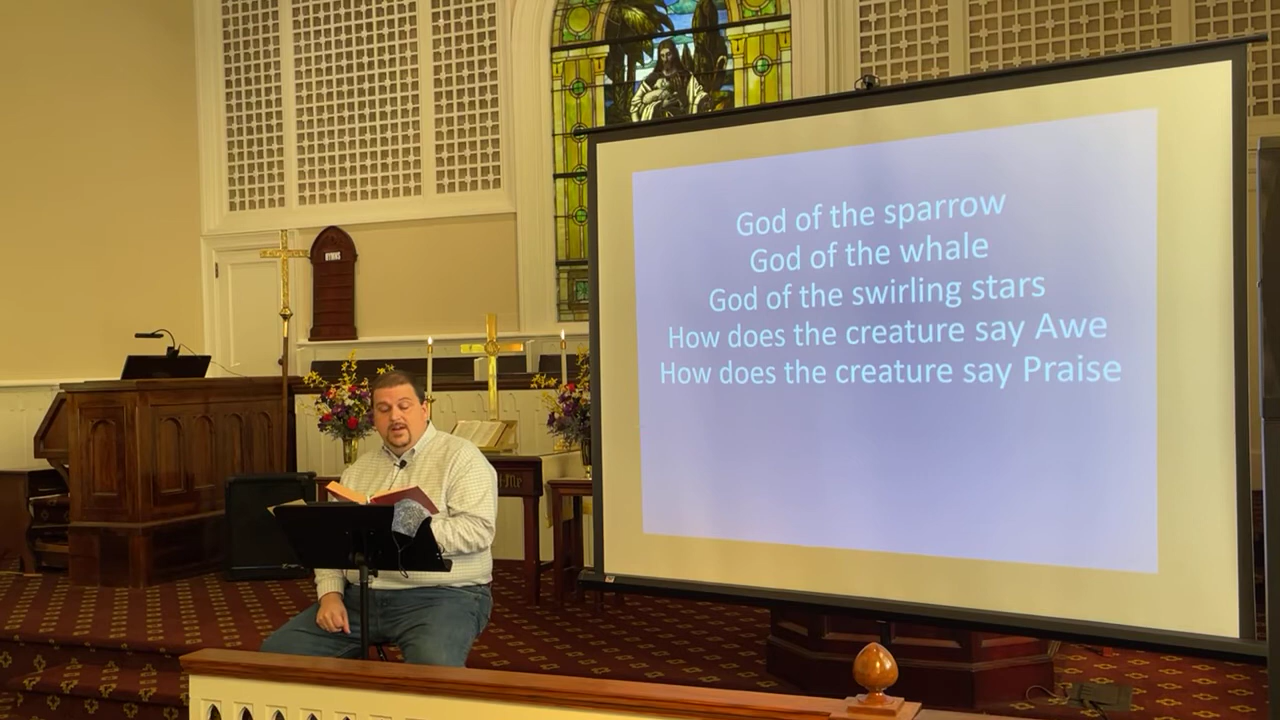 HYMNS
God of the sparrow
God of the whale
God of the swirling stars
How does the creature say Awe
How does the creature say Praise
Me